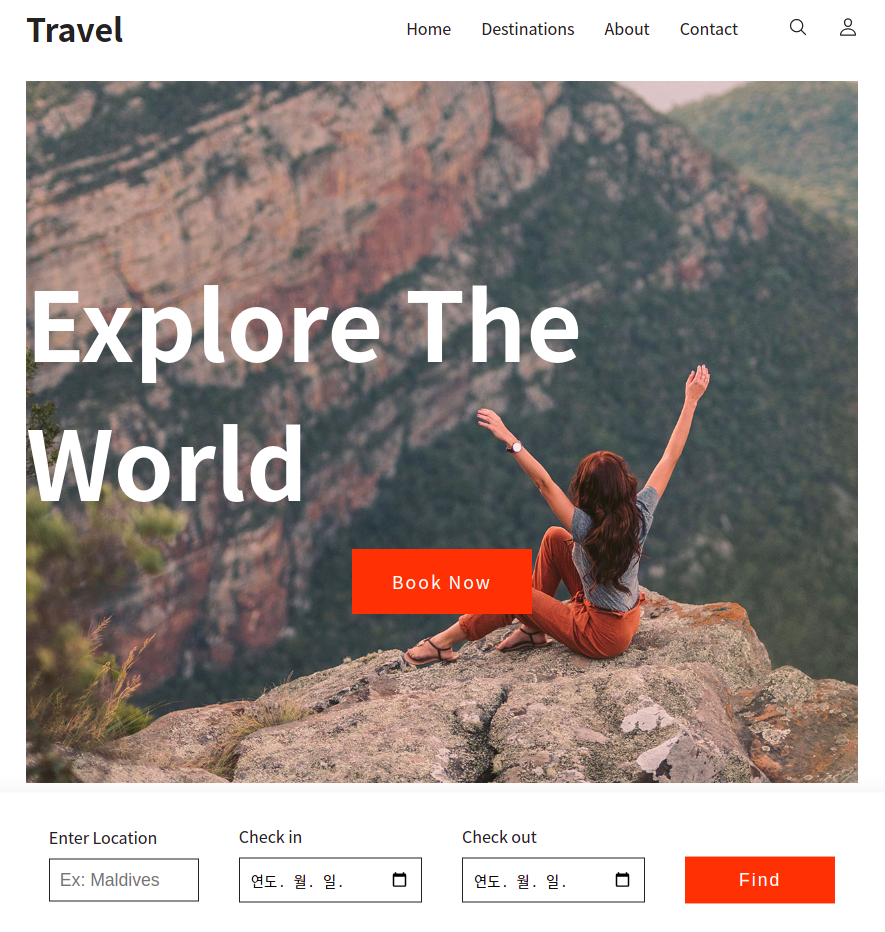 Travel
Home Destinations About Contact
Explore The
World
Book Now
Enter Location
Check in
Check out
Ex: Maldives
연도. 월. 일.
연도. 월. 일.
Find